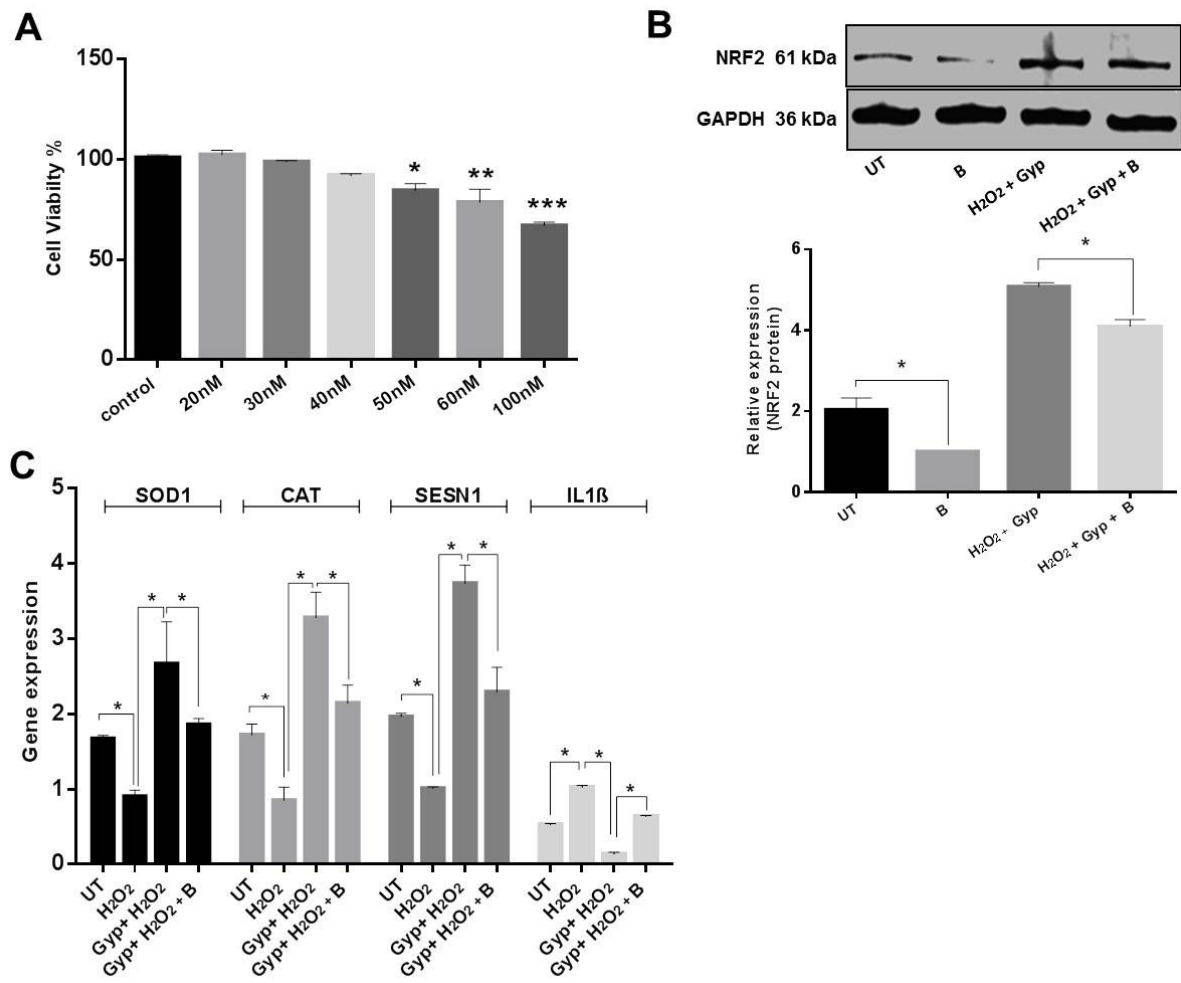 A
Cell Viabilty %
150
100
50
0
*
**
***
control
20nM
30nM
40nM
50nM
60nM
100nM
B
NRF2 61 kDa
GAPDH 36 kDa
UT
B
H₂O₂ + Gyp
H₂O₂ + Gyp + B
Relative expression
(NRF2 protein)
6
4
2
0
*
*
UT
B
H₂O₂ + Gyp
H₂O₂ + Gyp + B
C
Gene expression
5
4
3
2
1
0
SOD1
CAT
SESN1
IL1ß
* * *
* * *
* * *
* * *
UT
H₂O₂
Gyp+ H₂O₂
Gyp+ H₂O₂ + B
UT
H₂O₂
Gyp+ H₂O₂
Gyp+ H₂O₂ + B
UT
H₂O₂
Gyp+ H₂O₂
Gyp+ H₂O₂ + B
UT
H₂O₂
Gyp+ H₂O₂
Gyp+ H₂O₂ + B